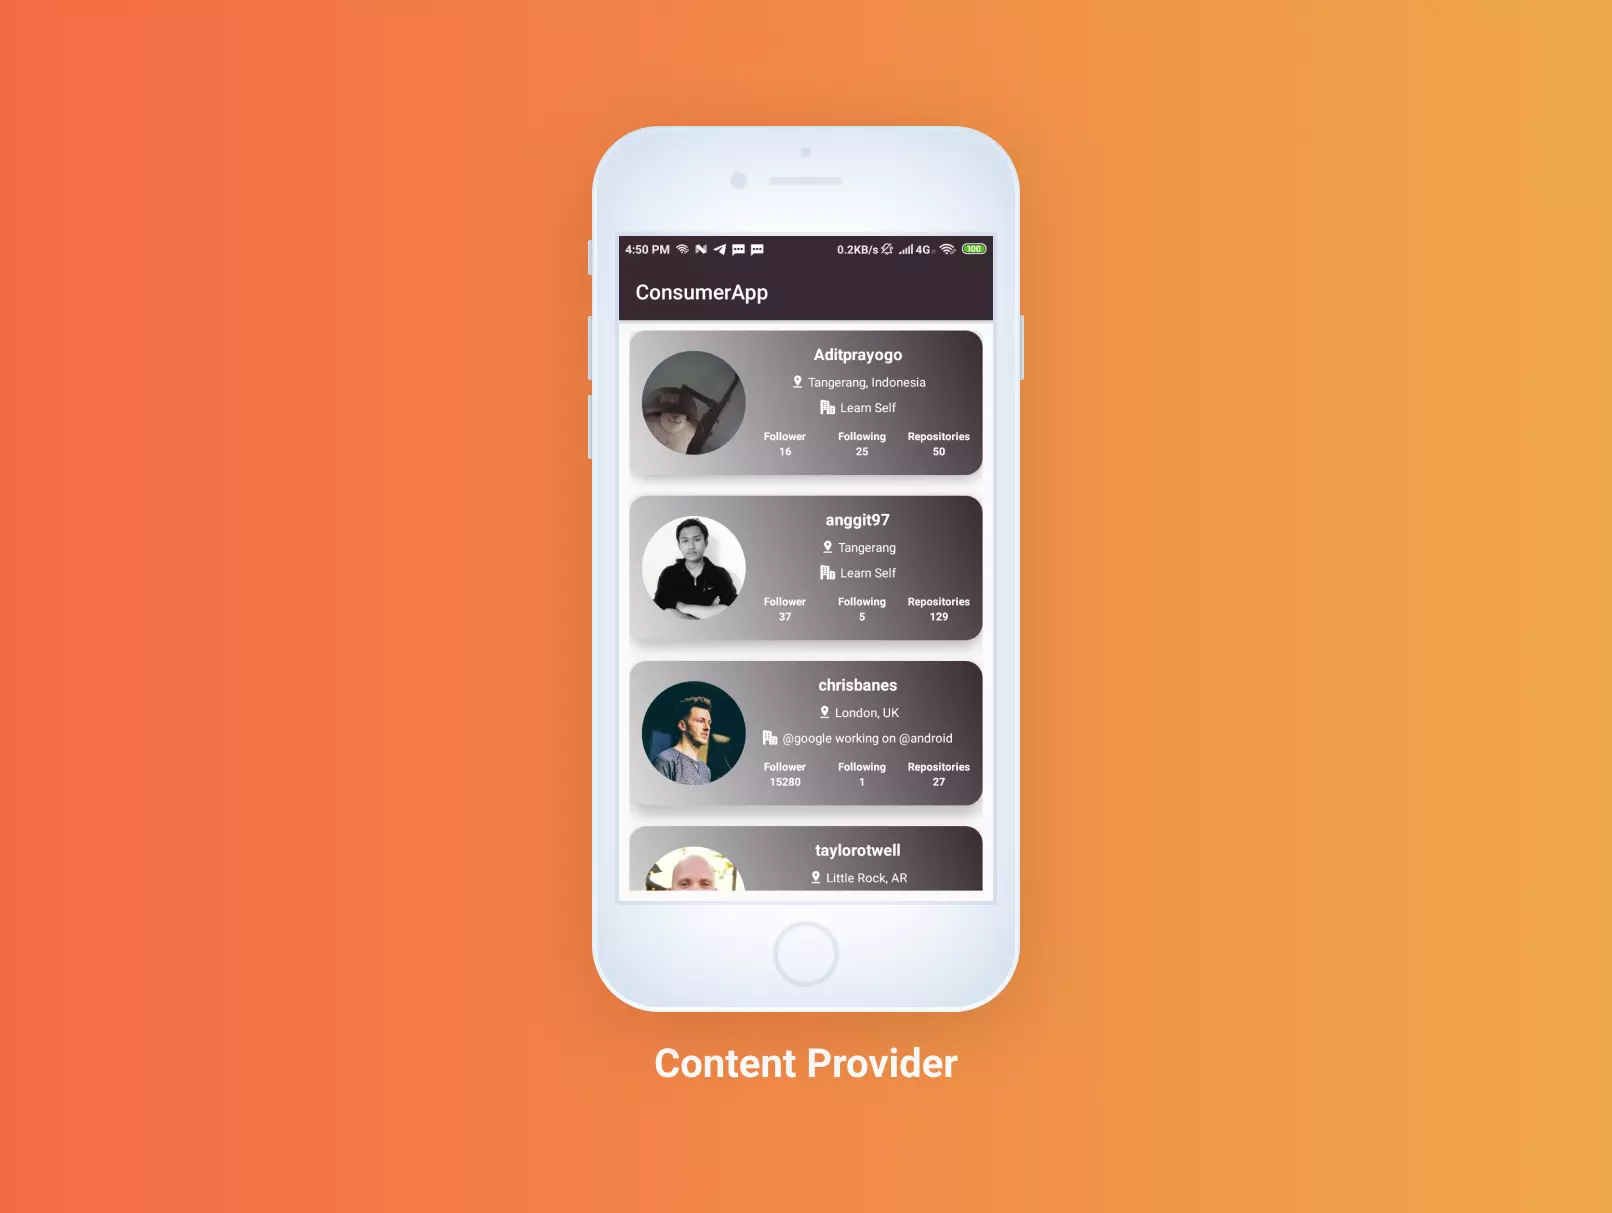 4:50 PM 0.2KB/s 4G 100
ConsumerApp
Aditprayogo
Tangerang, Indonesia
Learn Self
Follower Following Repositories
16 25 50
anggit97
Tangerang
Learn Self
Follower Following Repositories
37 5 129
chrisbanes
London, UK
@google working on @android
Follower Following Repositories
15280 1 27
taylorotwell
Little Rock, AR
Content Provider